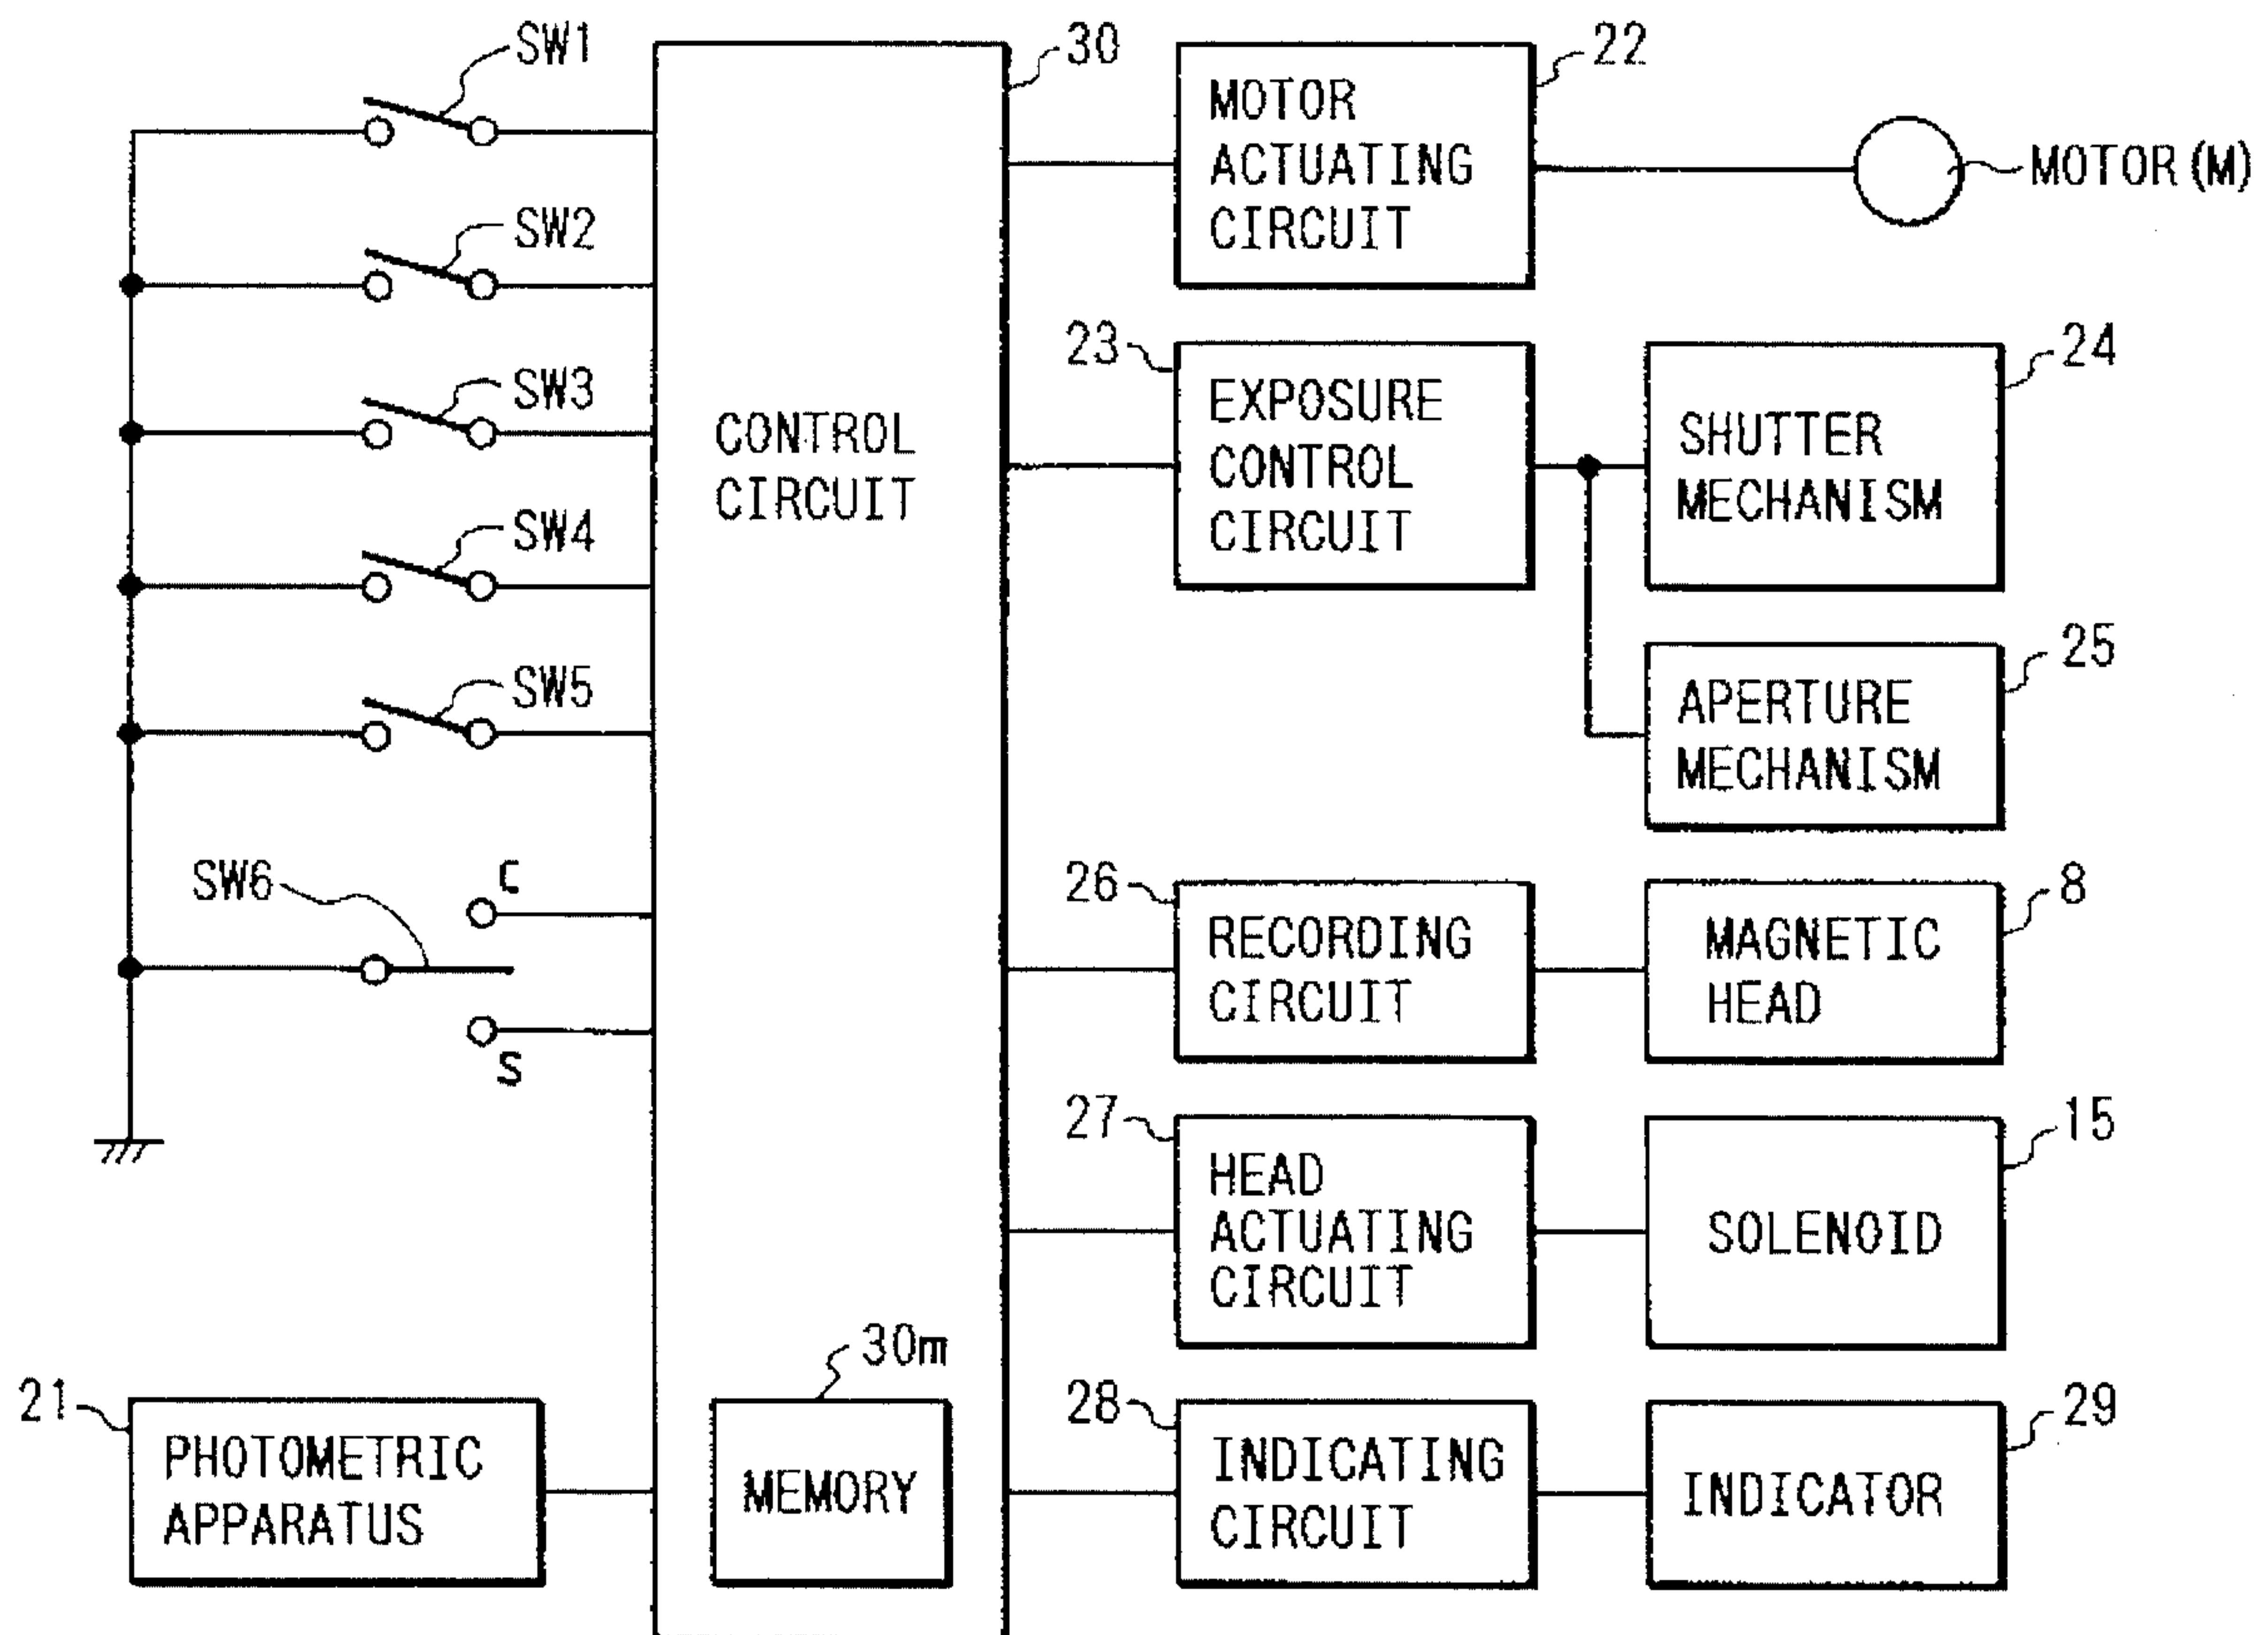 SW1
30
22
MOTOR
ACTUATING
CIRCUIT
MOTOR(M)
SW2
SW3
CONTROL
CIRCUIT
23
EXPOSURE
CONTROL
CIRCUIT
24
SHUTTER
MECHANISM
SW4
SW5
25
APERTURE
MECHANISM
SW6
C
S
26
RECORDING
CIRCUIT
8
MAGNETIC
HEAD
27
HEAD
ACTUATING
CIRCUIT
15
SOLENOID
21
PHOTOMETRIC
APPARATUS
30m
MEMORY
28
INDICATING
CIRCUIT
29
INDICATOR